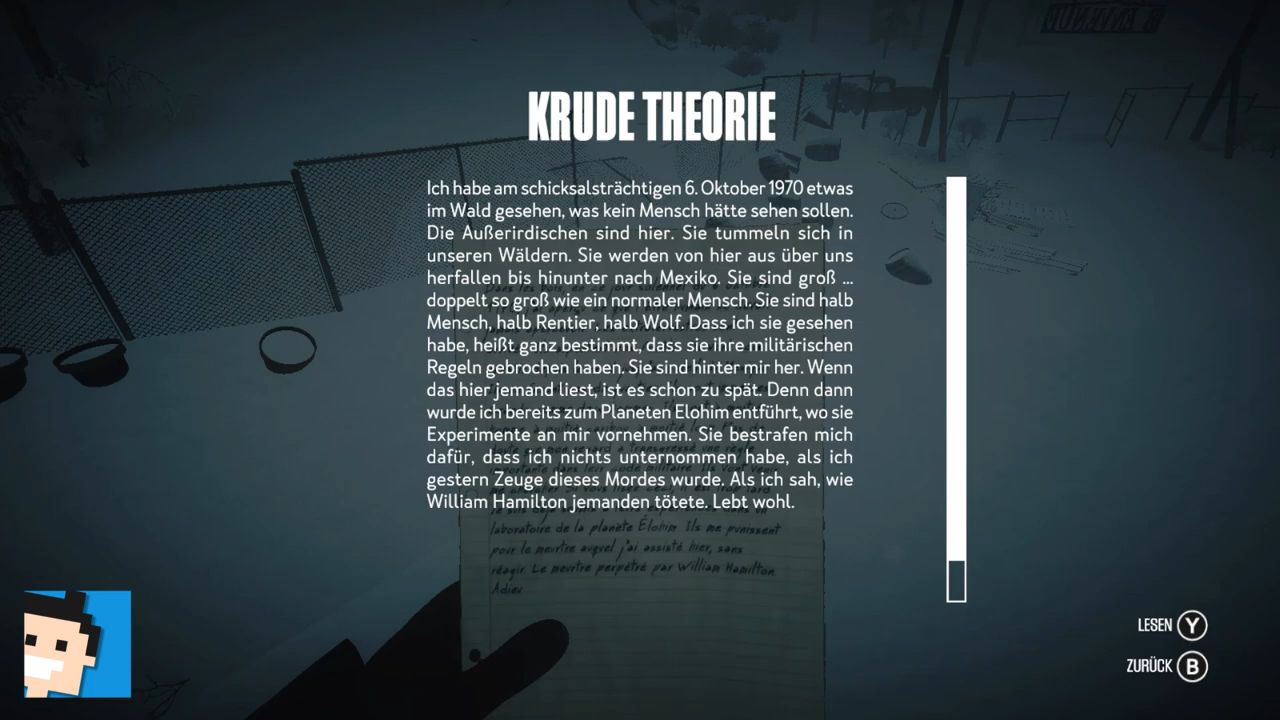 KRUDE THEORIE
Ich habe am schicksalsträchtigen 6. Oktober 1970 etwas
im Wald gesehen, was kein Mensch hätte sehen sollen.
Die Außerirdischen sind hier. Sie tummeln sich in
unseren Wäldern. Sie werden von hier aus über uns
herfallen bis hinunter nach Mexiko. Sie sind groß ...
doppelt so groß wie ein normaler Mensch. Sie sind halb
Mensch, halb Rentier, halb Wolf. Dass ich sie gesehen
habe, heißt ganz bestimmt, dass sie ihre militärischen
Regeln gebrochen haben. Sie sind hinter mir her. Wenn
das hier jemand liest, ist es schon zu spät. Denn dann
wurde ich bereits zum Planeten Elohim entführt, wo sie
Experimente an mir vornehmen. Sie bestrafen mich
dafür, dass ich nichts unternommen habe, als ich
gestern Zeuge dieses Mordes wurde. Als ich sah, wie
William Hamilton jemanden tötete. Lebt wohl.
laboratoire de la planète Élohim. Ils me punissent
pour le meurtre auquel j'ai assisté hier, sans
réagir. Le meurtre perpétré par William Hamilton.
Adieu
LESEN Y
ZURÜCK B